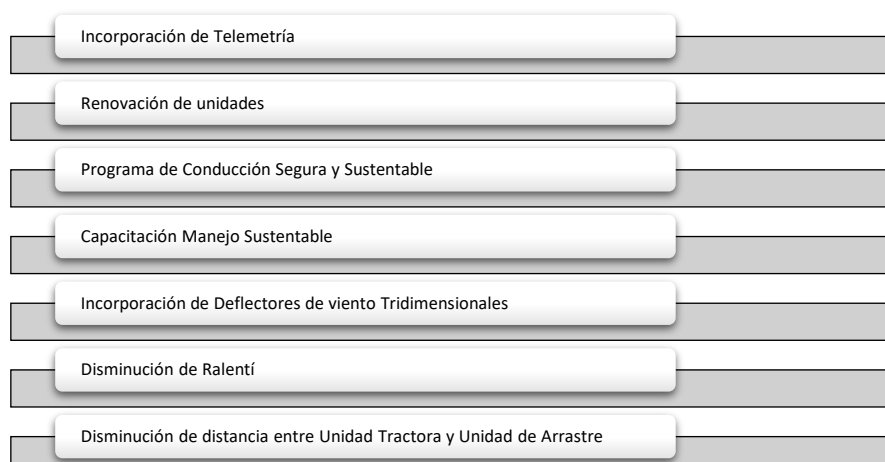 Incorporación de Telemetría
Renovación de unidades
Programa de Conducción Segura y Sustentable
Capacitación Manejo Sustentable
Incorporación de Deflectores de viento Tridimensionales
Disminución de Ralentí
Disminución de distancia entre Unidad Tractora y Unidad de Arrastre